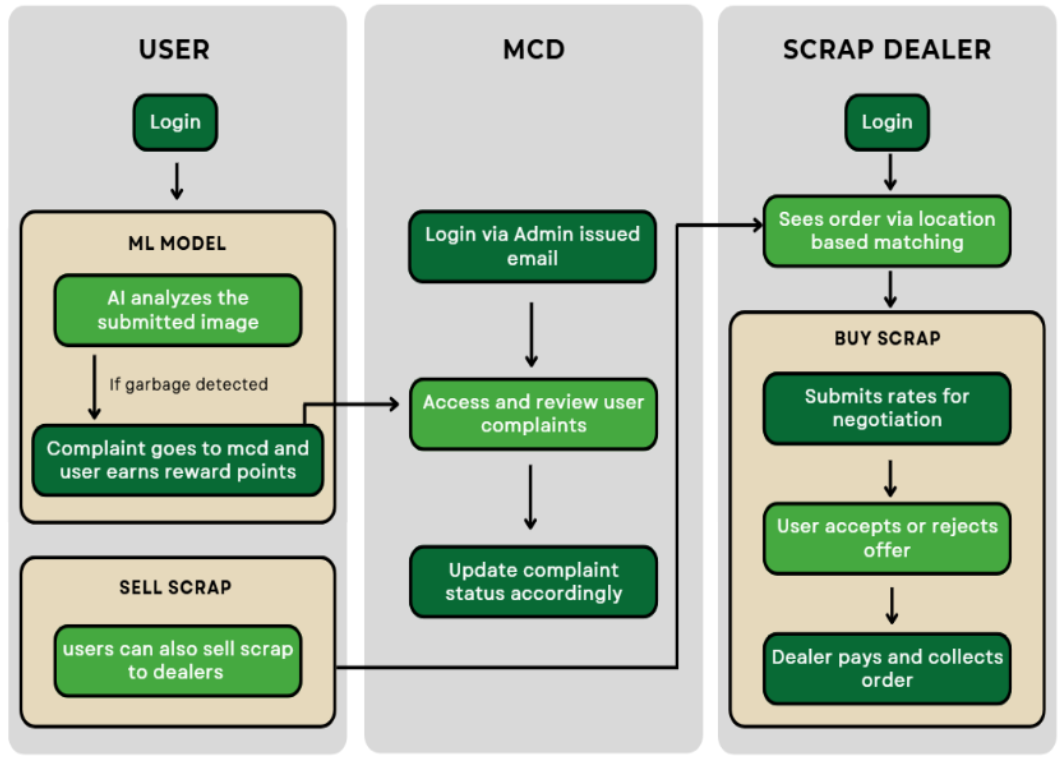 USER
Login
ML MODEL
AI analyzes the
submitted image
If garbage detected
Complaint goes to mcd and
user earns reward points
SELL SCRAP
users can also sell scrap
to dealers
MCD
Login via Admin issued
email
Access and review user
complaints
Update complaint
status accordingly
SCRAP DEALER
Login
Sees order via location
based matching
BUY SCRAP
Submits rates for
negotiation
User accepts or rejects
offer
Dealer pays and collects
order